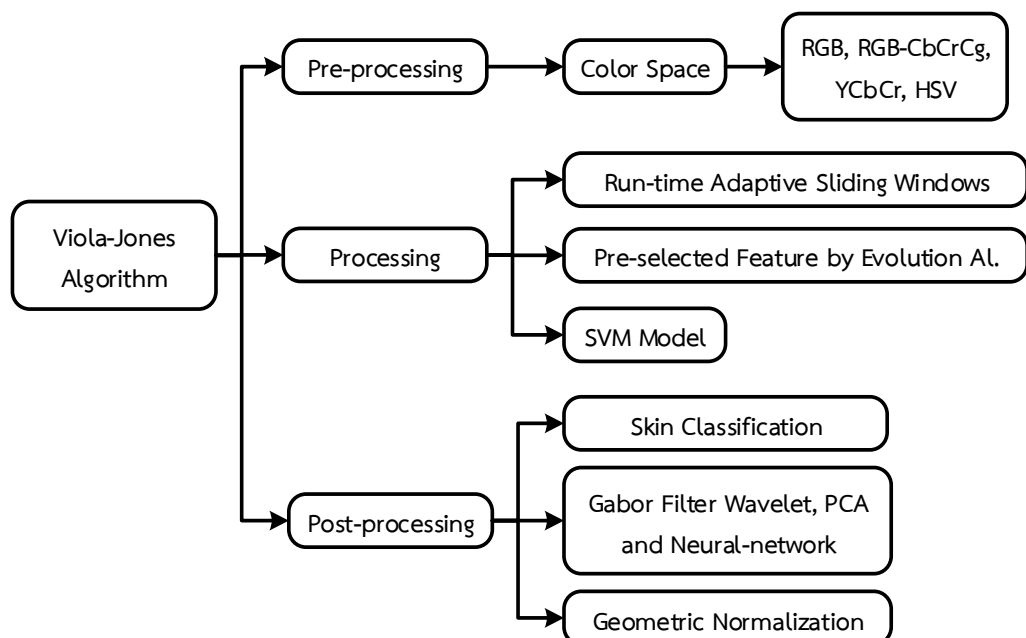 Pre-processing
Color Space
RGB, RGB-CbCrCg,
YCbCr, HSV
Viola-Jones
Algorithm
Processing
Run-time Adaptive Sliding Windows
Pre-selected Feature by Evolution Al.
SVM Model
Post-processing
Skin Classification
Gabor Filter Wavelet, PCA
and Neural-network
Geometric Normalization